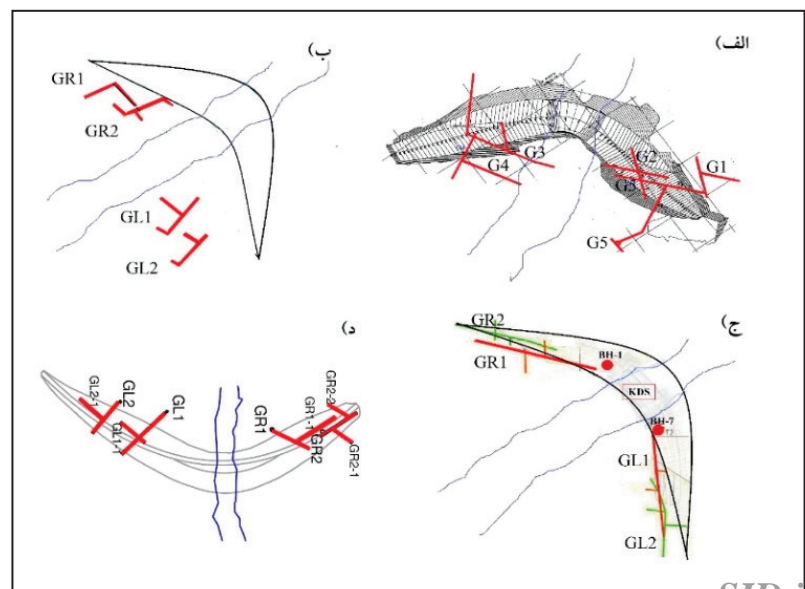 الف)
G1
G2
G3
G3
G4
G5
ب)
GR1
GR2
GL1
GL2
ج)
GR2
GR1
BH-1
KDS
BH-7
GL1
GL2
د)
GL2
GL1
GL2-1
GL1-1
GR1
GR1-1
GR2
GR2-2
GR2-1